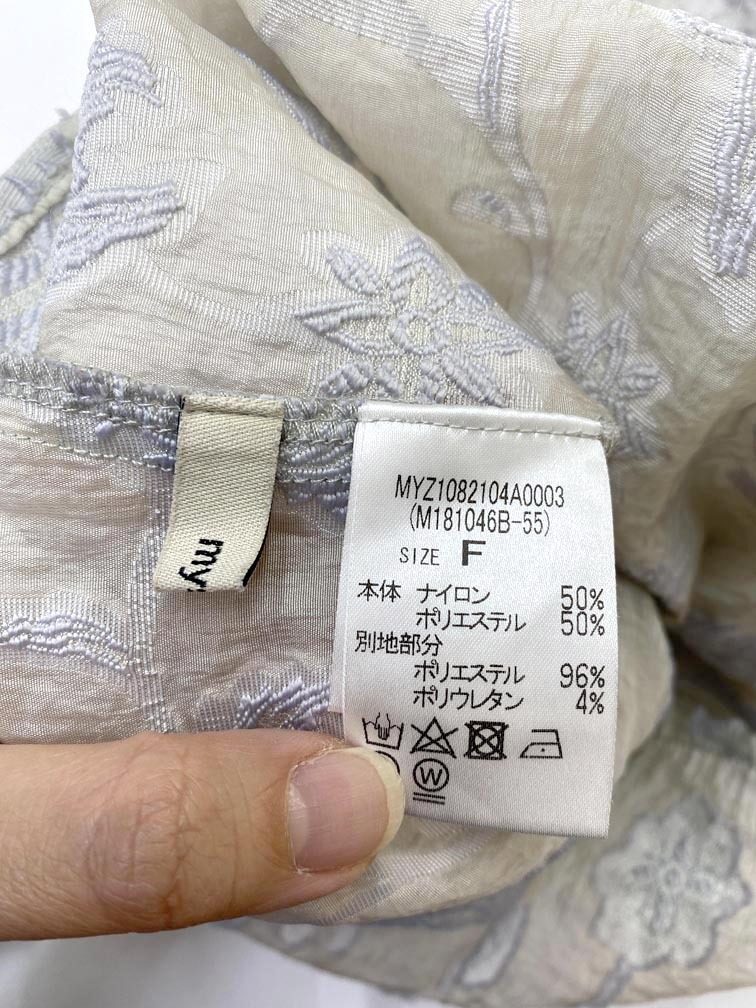 my
MYZ1082104A0003
(M181046B-55)
SIZE F
本体 ナイロン 50%
ポリエステル 50%
別地部分
ポリエステル 96%
ポリウレタン 4%
W